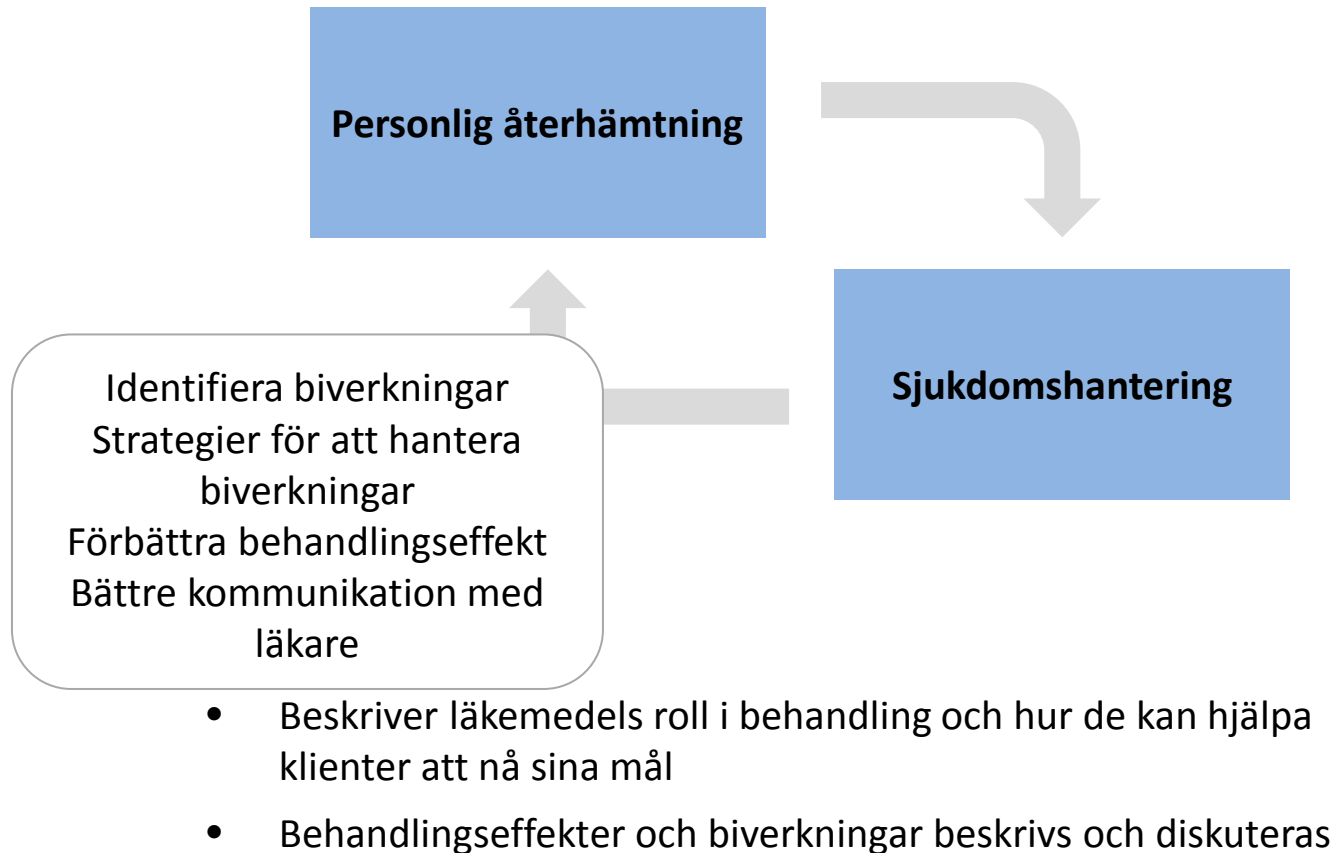 Personlig återhämtning
Sjukdomshantering
Identifiera biverkningar
Strategier för att hantera
biverkningar
Förbättra behandlingseffekt
Bättre kommunikation med
läkare
• Beskriver läkemedels roll i behandling och hur de kan hjälpa
klienter att nå sina mål
• Behandlingseffekter och biverkningar beskrivs och diskuteras